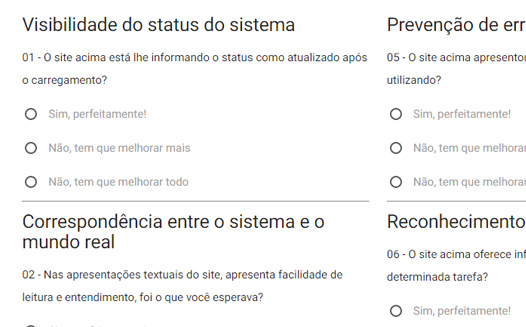 Visibilidade do status do sistema
01 - O site acima está lhe informando o status como atualizado após
o carregamento?
Sim, perfeitamente!
Não, tem que melhorar mais
Não, tem que melhorar todo
Correspondência entre o sistema e o
mundo real
02 - Nas apresentações textuais do site, apresenta facilidade de
leitura e entendimento, foi o que você esperava?
Prevenção de err
05 - O site acima apresentou
utilizando?
Sim, perfeitamente!
Não, tem que melhorar
Não, tem que melhorar
Reconhecimento
06 - O site acima oferece inf
determinada tarefa?
Sim, perfeitamente!